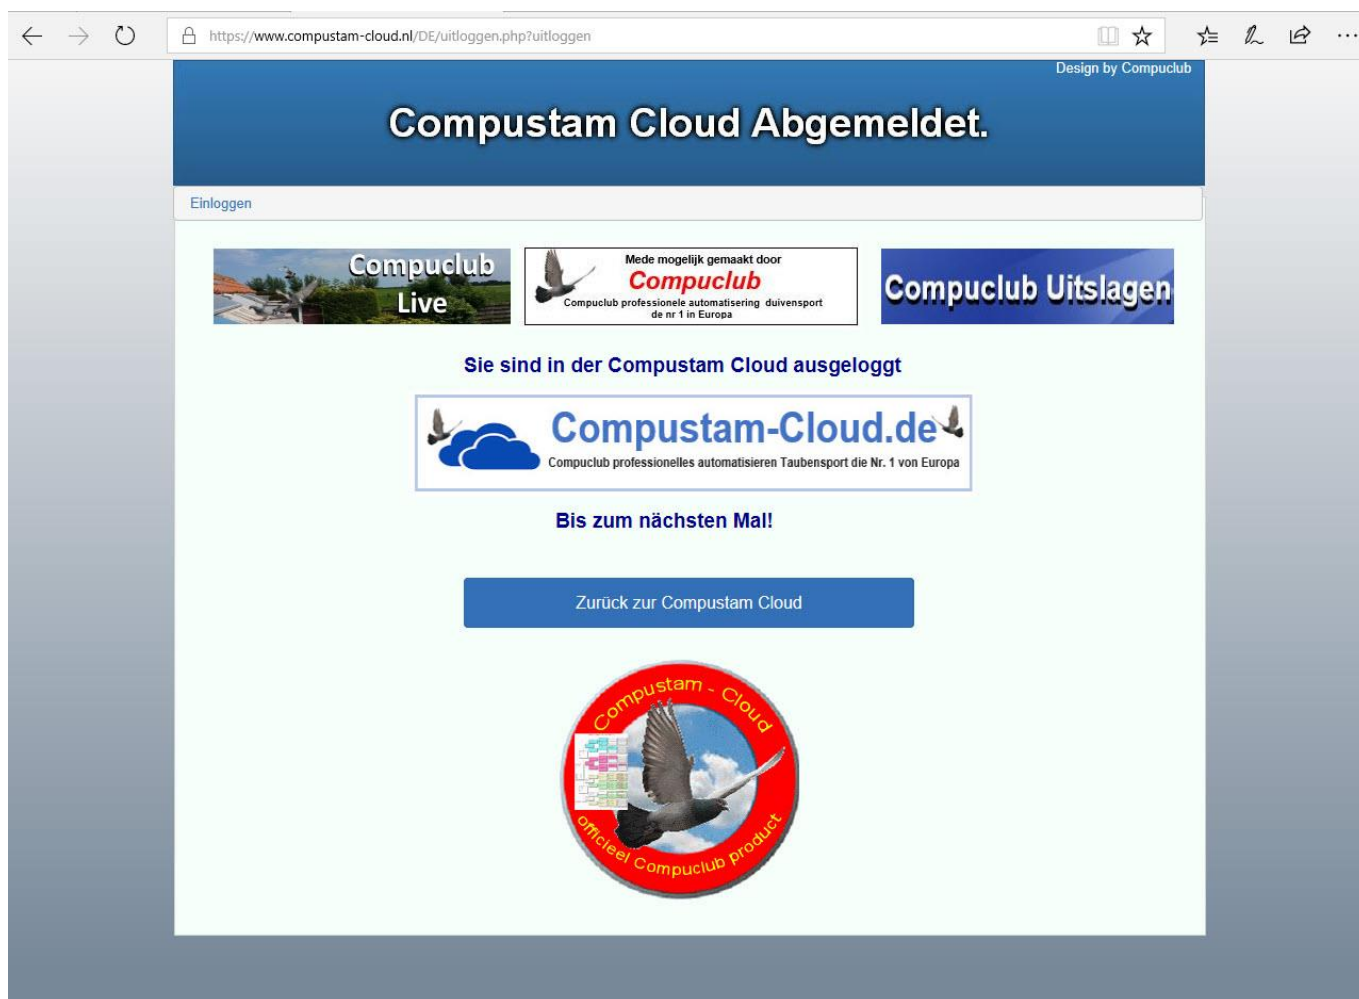 https://www.compustam-cloud.nl/DE/uitloggen.php?uitloggen
Design by Compuclub
Compustam Cloud Abgemeldet.
Einloggen
Compuclub
Live
Mede mogelijk gemaakt door
Compuclub
Compuclub professionele automatisering duivensport
de nr 1 in Europa
Compuclub Uitslagen
Sie sind in der Compustam Cloud ausgeloggt
Compustam-Cloud.de
Compuclub professionelles automatisieren Taubensport die Nr. 1 von Europa
Bis zum nächsten Mal!
Zurück zur Compustam Cloud
Compustam - Cloud
officieel Compuclub product